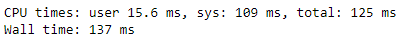 CPU times: user 15.6 ms, sys: 109 ms, total: 125 ms
Wall time: 137 ms